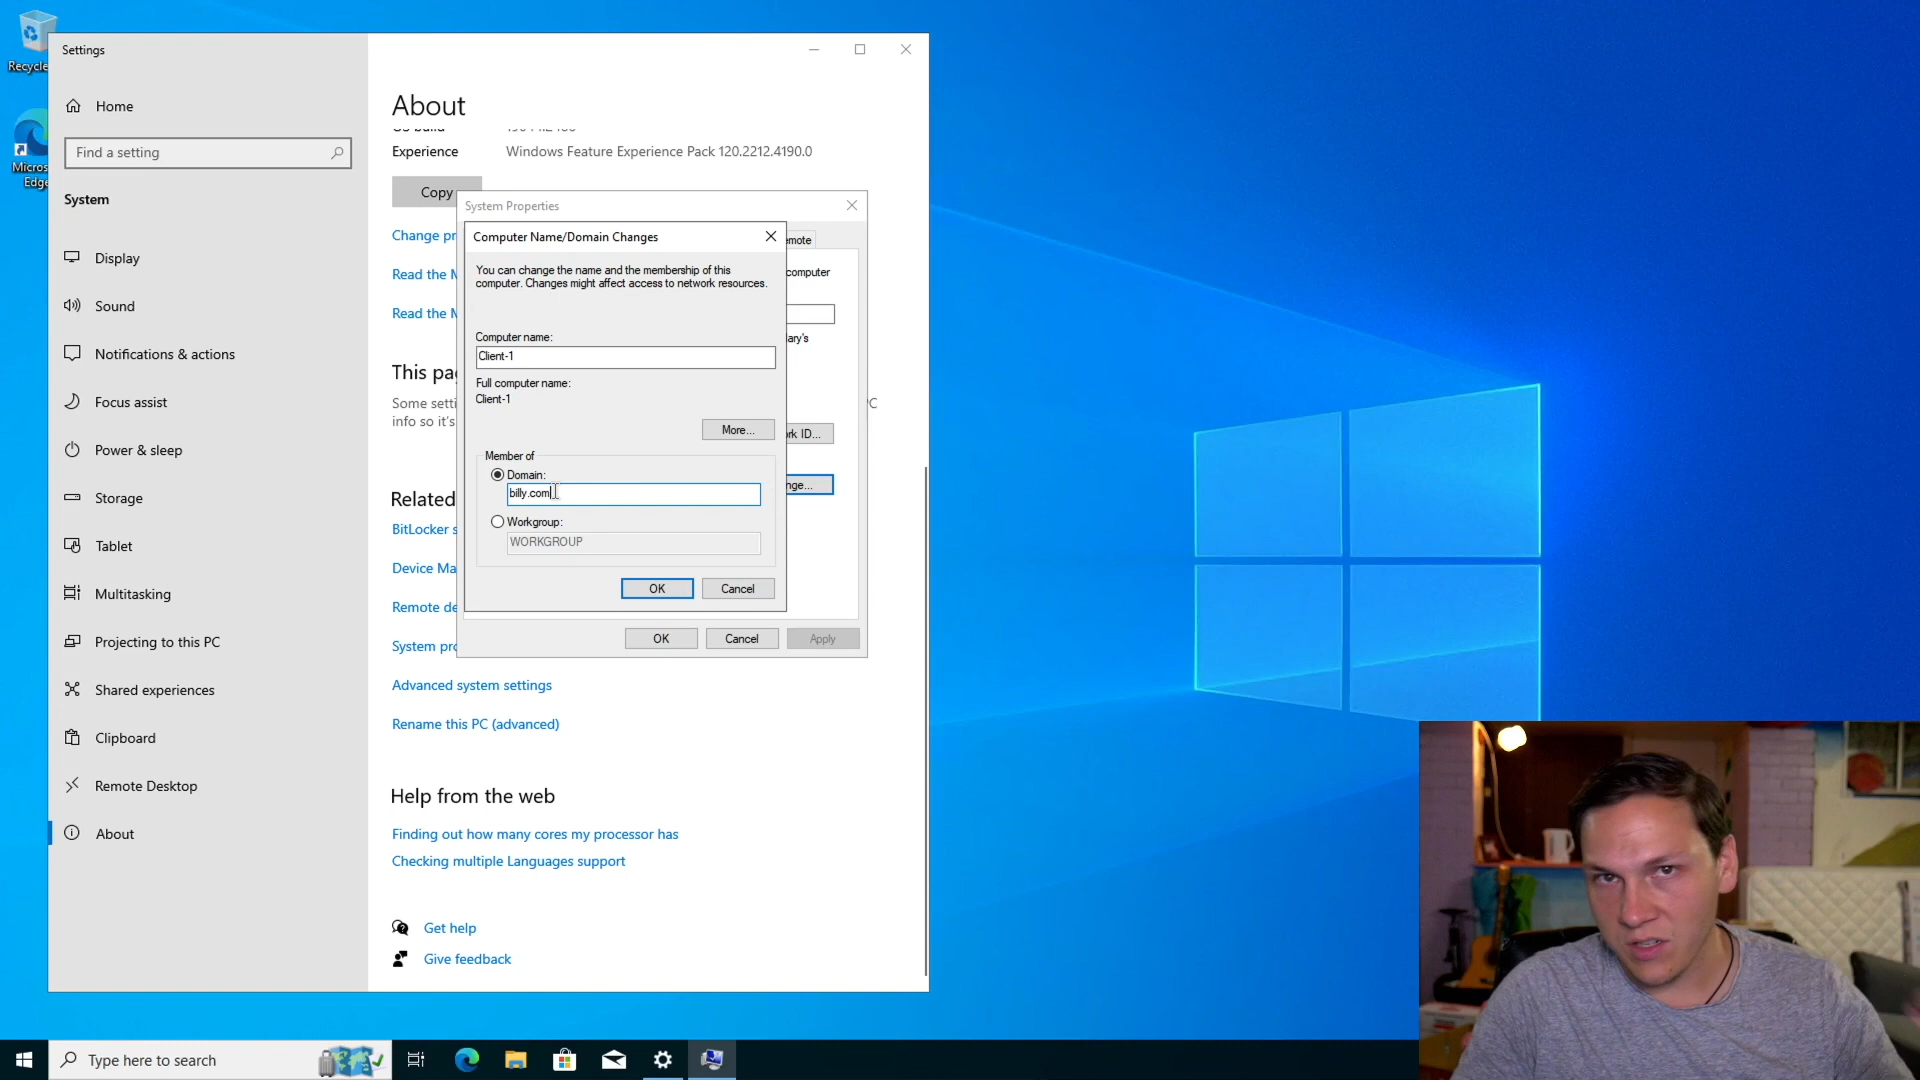 Recycle
Micros
Edge
Settings
Home
Find a setting
System
Display
Sound
Notifications & actions
Focus assist
Power & sleep
Storage
Tablet
Multitasking
Projecting to this PC
Shared experiences
Clipboard
Remote Desktop
About
About
Experience Windows Feature Experience Pack 120.2212.4190.0
Copy
Change pr
Read the M
Read the M
This pag
Some setti
info so it's
PC
Related
BitLocker s
Device Ma
Remote de
System pro
Advanced system settings
Rename this PC (advanced)
Help from the web
Finding out how many cores my processor has
Checking multiple Languages support
Get help
Give feedback
System Properties
emote
computer
ary's
rk ID...
nge...
OK Cancel Apply
Computer Name/Domain Changes
You can change the name and the membership of this
computer. Changes might affect access to network resources.
Computer name:
Client-1
Full computer name:
Client-1
More...
Member of
Domain:
billy.com
Workgroup:
WORKGROUP
OK Cancel
Type here to search